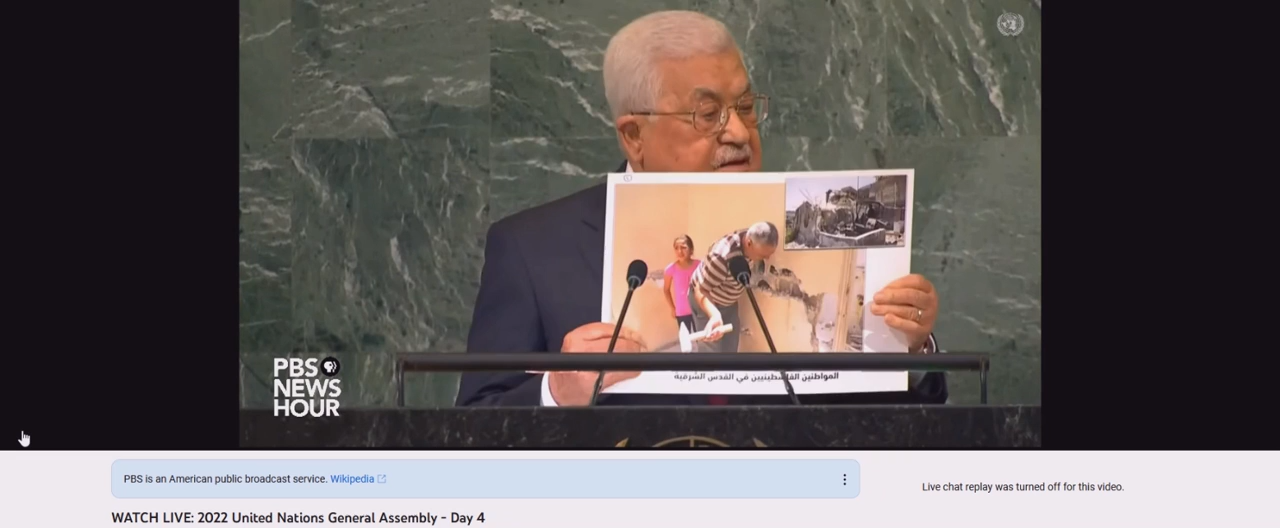 PBS
NEWS
HOUR
المواطنين الفلسطينيين في القدس الشرقية
PBS is an American public broadcast service. Wikipedia
Live chat replay was turned off for this video.
WATCH LIVE: 2022 United Nations General Assembly - Day 4